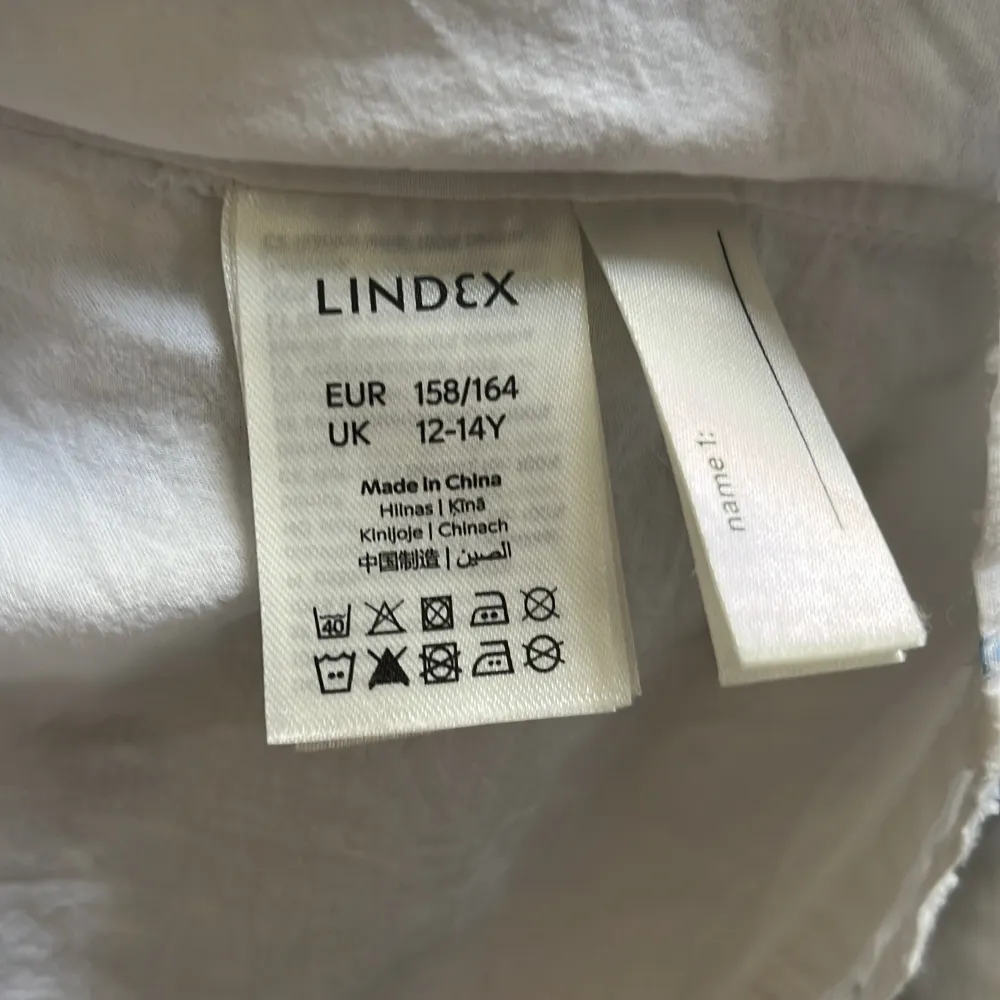 LINDEX
EUR 158/164
UK 12-14Y
Made in China
Hiinas | Ķīnā
Kinijoje | Chinach
中国制造 | الصين
40
name 1: